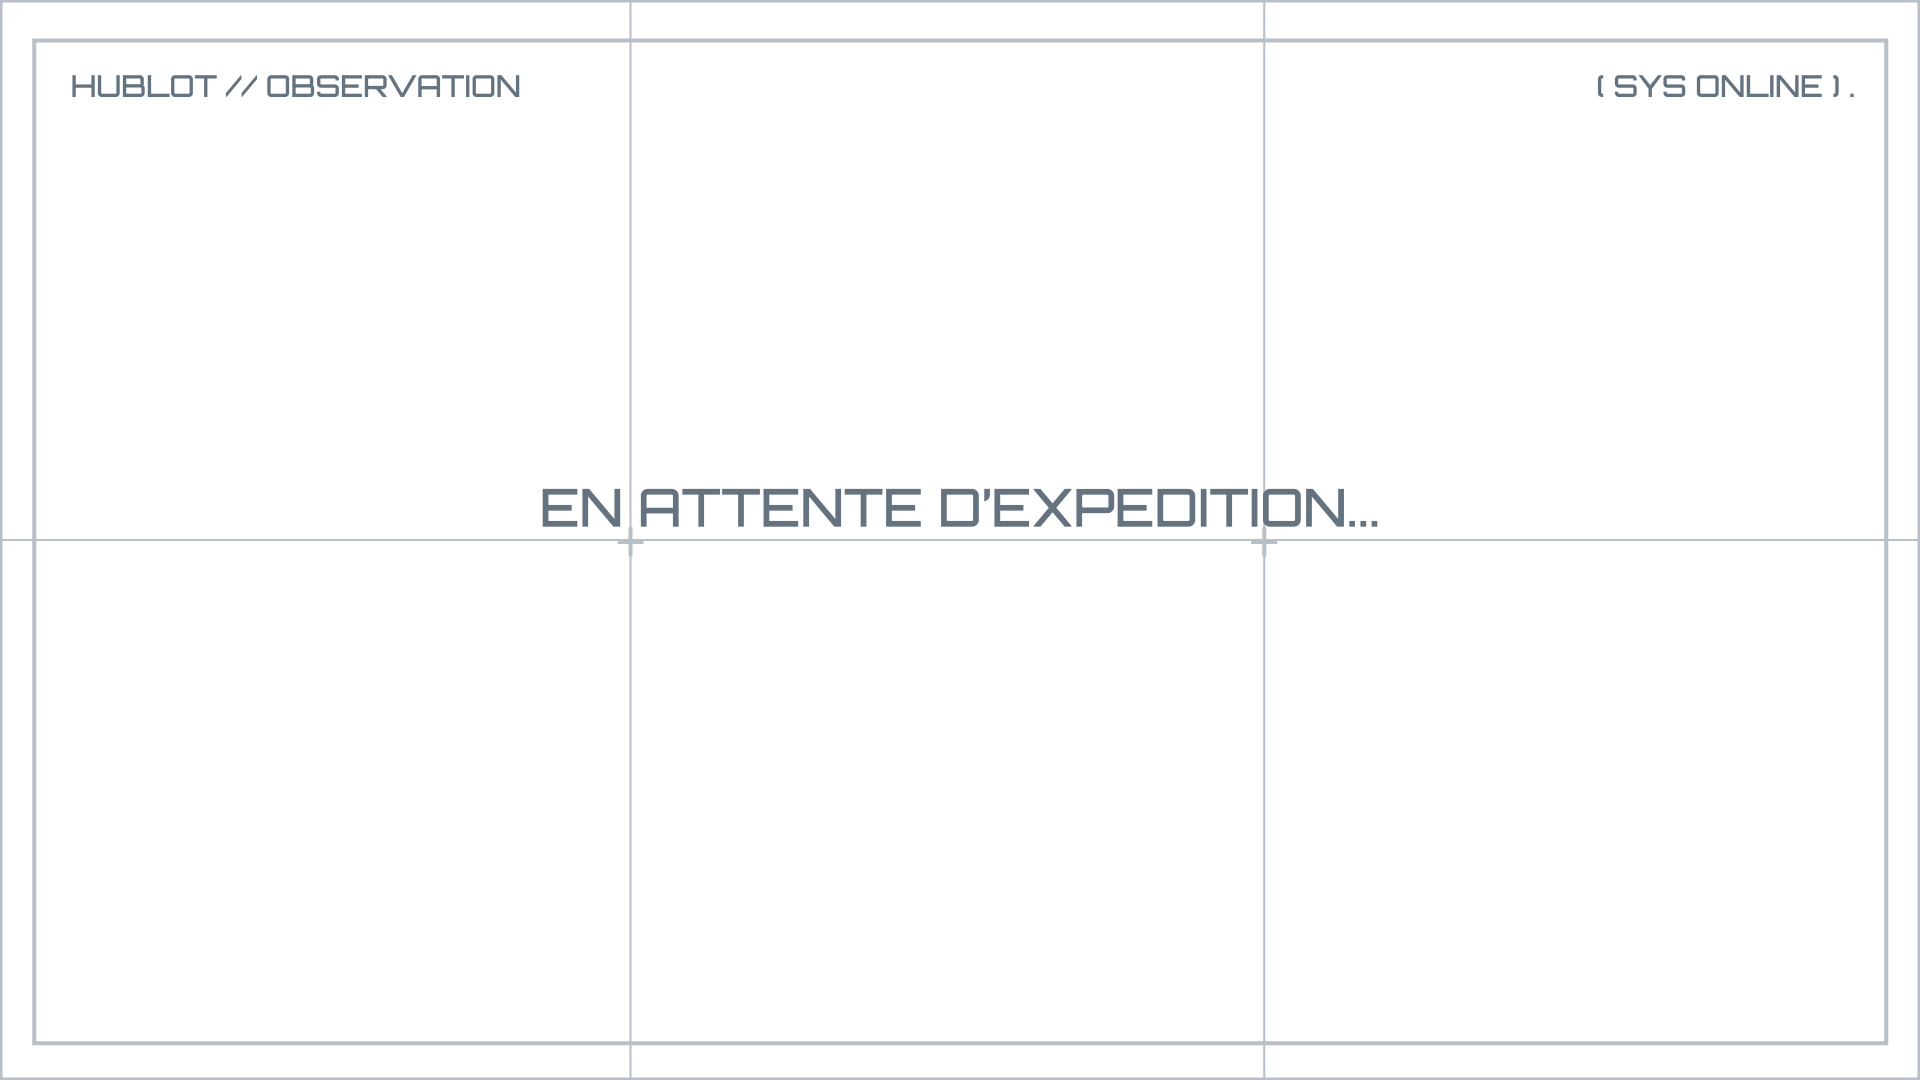 HUBLOT // OBSERVATION
( SYS ONLINE ) .
EN ATTENTE D'EXPEDITION...